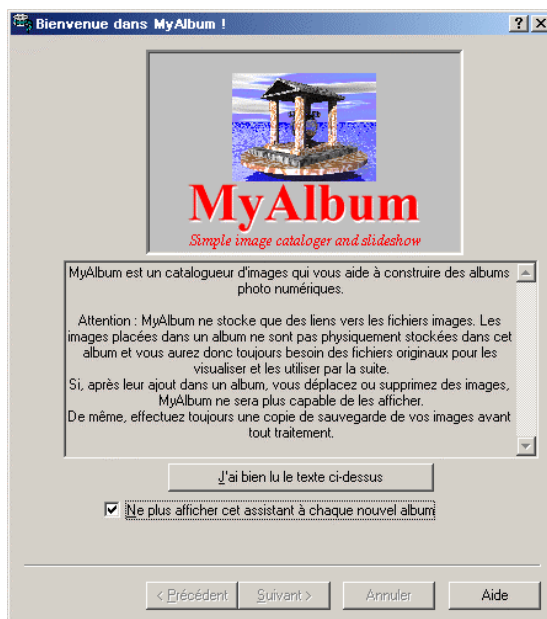 Bienvenue dans MyAlbum !
MyAlbum
Simple image cataloger and slideshow
MyAlbum est un catalogueur d'images qui vous aide à construire des albums
photo numériques.
Attention : MyAlbum ne stocke que des liens vers les fichiers images. Les
images placées dans un album ne sont pas physiquement stockées dans cet
album et vous aurez donc toujours besoin des fichiers originaux pour les
visualiser et les utiliser par la suite.
Si, après leur ajout dans un album, vous déplacez ou supprimez des images,
MyAlbum ne sera plus capable de les afficher.
De même, effectuez toujours une copie de sauvegarde de vos images avant
tout traitement.
J'ai bien lu le texte ci-dessus
Ne plus afficher cet assistant à chaque nouvel album
< Précédent Suivant > Annuler Aide